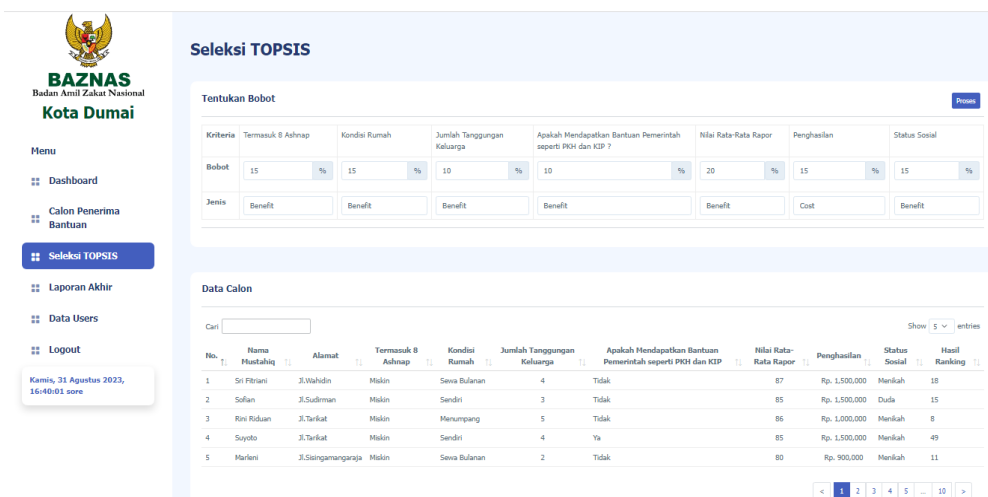 BAZNAS
Badan Amil Zakat Nasional
Kota Dumai
Menu
Dashboard
Calon Penerima
Bantuan
Seleksi TOPSIS
Laporan Akhir
Data Users
Logout
Kamis, 31 Agustus 2023,
16:40:01 sore
Seleksi TOPSIS
Tentukan Bobot
Proses
Kriteria Termasuk 8 Ashnap Kondisi Rumah Jumlah Tanggungan Keluarga Apakah Mendapatkan Bantuan Pemerintah seperti PKH dan KIP ? Nilai Rata-Rata Rapor Penghasilan Status Sosial
Bobot 15 % 15 % 10 % 10 % 20 % 15 % 15 %
Jenis Benefit Benefit Benefit Benefit Benefit Cost Benefit
Data Calon
Cari
Show 5 entries
No. Nama Mustahiq Alamat Termasuk 8 Ashnap Kondisi Rumah Jumlah Tanggungan Keluarga Apakah Mendapatkan Bantuan Pemerintah seperti PKH dan KIP Nilai Rata-Rata Rapor Penghasilan Status Sosial Hasil Ranking
1 Sri Fitriani Jl.Wahidin Miskin Sewa Bulanan 4 Tidak 87 Rp. 1,500,000 Menikah 18
2 Sofian Jl.Sudirman Miskin Sendiri 3 Tidak 85 Rp. 1,500,000 Duda 15
3 Rini Riduan Jl.Tarikat Miskin Menumpang 5 Tidak 86 Rp. 1,000,000 Menikah 8
4 Suyoto Jl.Tarikat Miskin Sendiri 4 Ya 85 Rp. 1,500,000 Menikah 49
5 Marleni Jl.Sisingamangaraja Miskin Sewa Bulanan 2 Tidak 80 Rp. 900,000 Menikah 11
< 1 2 3 4 5 ... 10 >